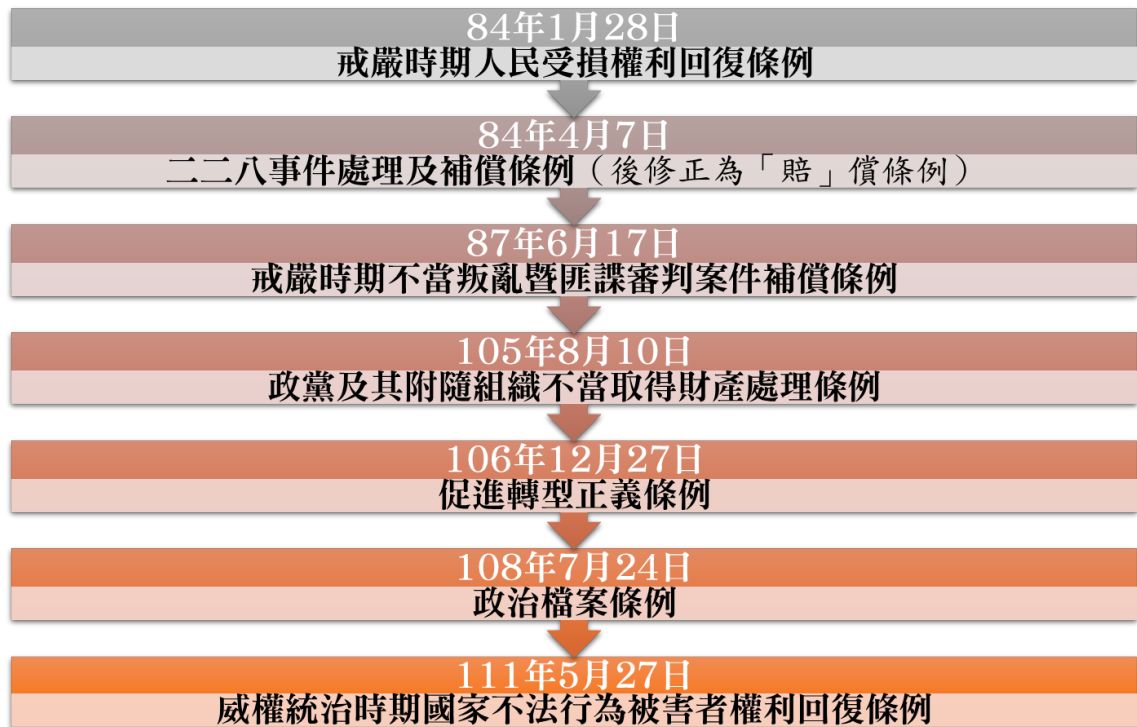 84年1月28日
戒嚴時期人民受損權利回復條例
84年4月7日
二二八事件處理及補償條例（後修正為「賠」償條例）
87年6月17日
戒嚴時期不當叛亂暨匪諜審判案件補償條例
105年8月10日
政黨及其附隨組織不當取得財產處理條例
106年12月27日
促進轉型正義條例
108年7月24日
政治檔案條例
111年5月27日
威權統治時期國家不法行為被害者權利回復條例